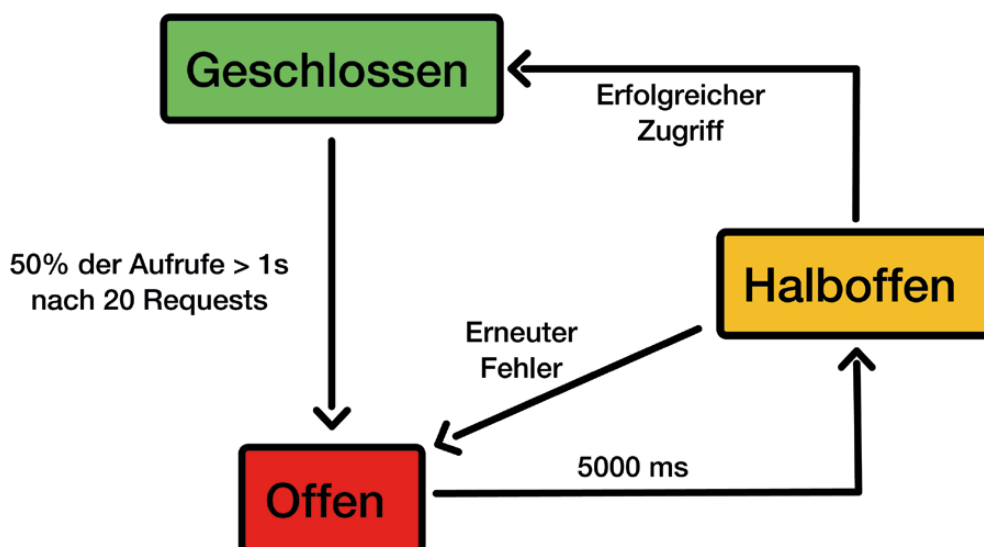 Geschlossen
Erfolgreicher
Zugriff
50% der Aufrufe > 1s
nach 20 Requests
Halboffen
Erneuter
Fehler
5000 ms
Offen